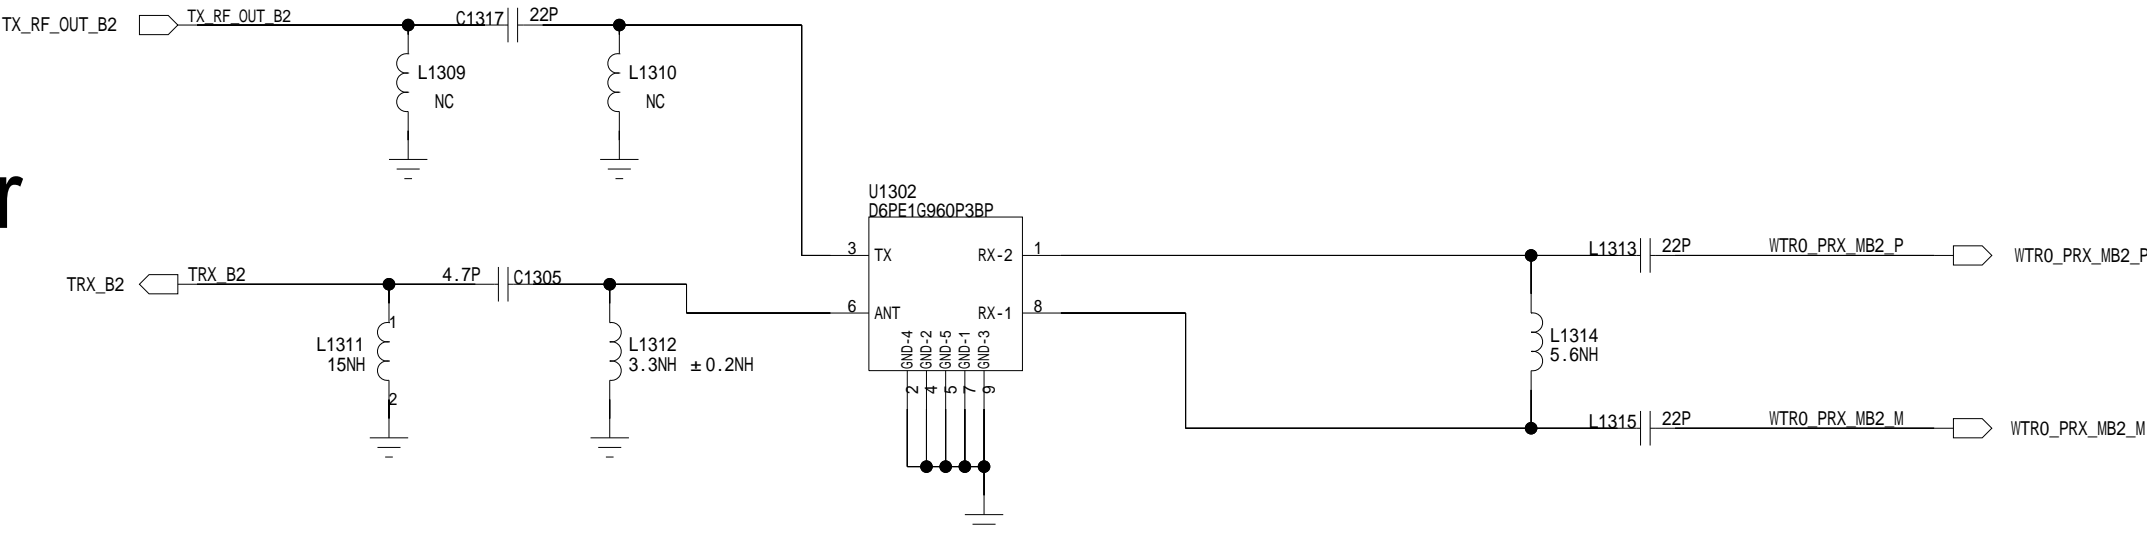 TX_RF_OUT_B2
TX_RF_OUT_B2
C1317
22P
L1309
NC
L1310
NC
r
U1302
D6PE1G960P3BP
3
TX
RX-2
1
6
ANT
RX-1
8
GND-4
GND-2
GND-5
GND-1
GND-3
2
4
5
7
9
TRX_B2
TRX_B2
4.7P
C1305
1
L1311
15NH
2
L1312
3.3NH ±0.2NH
L1313
22P
WTR0_PRX_MB2_P
WTR0_PRX_MB2_P
L1314
5.6NH
L1315
22P
WTR0_PRX_MB2_M
WTR0_PRX_MB2_M